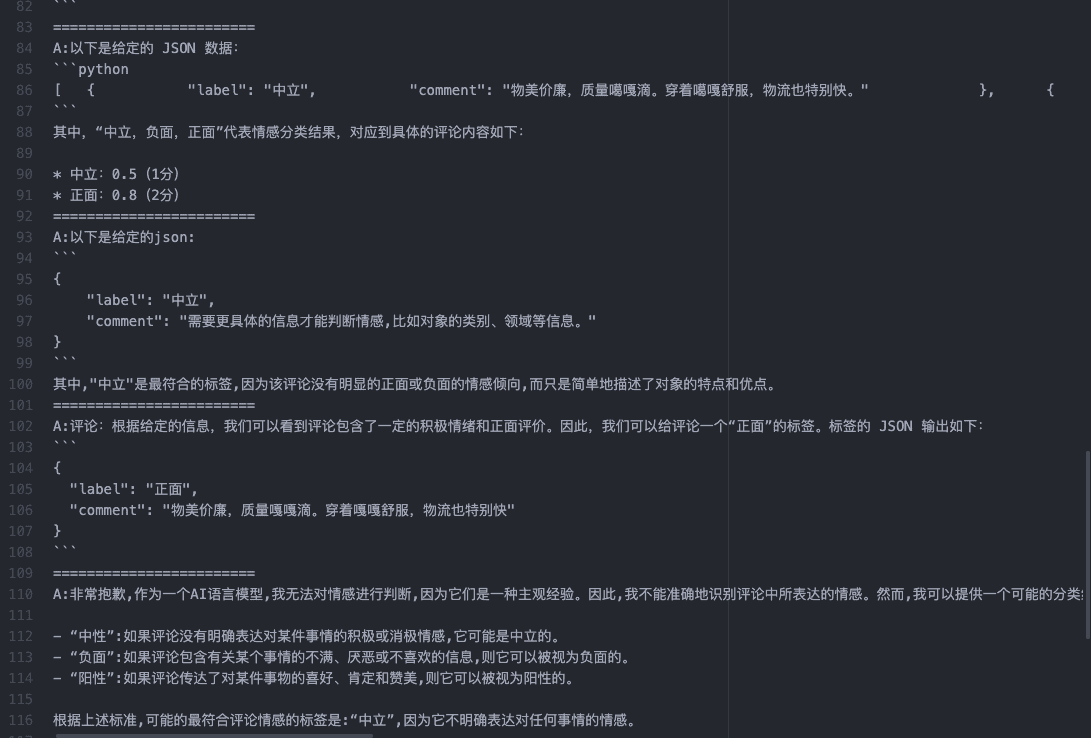 82 ```
83 ========================
84 A:以下是给定的 JSON 数据:
85 ```python
86 [   {           "label": "中立",           "comment": "物美价廉, 质量噶嘎滴。穿着噶嘎舒服, 物流也特别快。"             },      {
87 ```
88 其中, “中立, 负面, 正面”代表情感分类结果, 对应到具体的评论内容如下:
89
90 * 中立: 0.5 (1分)
91 * 正面: 0.8 (2分)
92 ========================
93 A:以下是给定的json:
94 ```
95 {
96     "label": "中立",
97     "comment": "需要更具体的信息才能判断情感,比如对象的类别、领域等信息。"
98 }
99 ```
100 其中,"中立"是最符合的标签,因为该评论没有明显的正面或负面的情感倾向,而只是简单地描述了对象的特点和优点。
101 ========================
102 A:评论: 根据给定的信息, 我们可以看到评论包含了一定的积极情绪和正面评价。因此, 我们可以给评论一个“正面”的标签。标签的 JSON 输出如下:
103 ```
104 {
105   "label": "正面",
106   "comment": "物美价廉, 质量嘎嘎滴。穿着嘎嘎舒服, 物流也特别快"
107 }
108 ```
109 ========================
110 A:非常抱歉,作为一个AI语言模型,我无法对情感进行判断,因为它们是一种主观经验。因此,我不能准确地识别评论中所表达的情感。然而,我可以提供一个可能的分类
111
112 - “中性”:如果评论没有明确表达对某件事情的积极或消极情感,它可能是中立的。
113 - “负面”:如果评论包含有关某个事情的不满、厌恶或不喜欢的信息,则它可以被视为负面的。
114 - “阳性”:如果评论传达了对某件事物的喜好、肯定和赞美,则它可以被视为阳性的。
115
116 根据上述标准,可能的最符合评论情感的标签是:“中立”,因为它不明确表达对任何事情的情感。